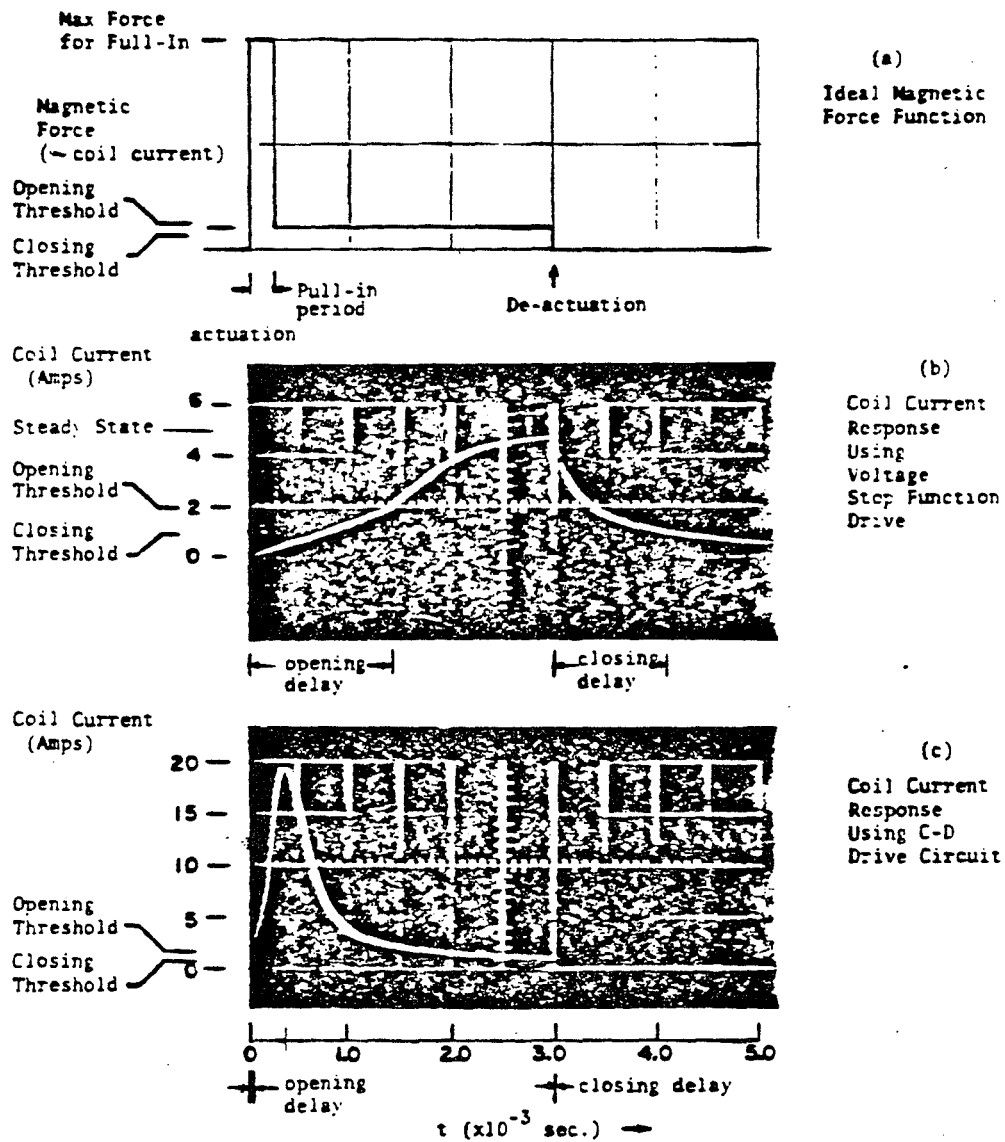 Max Force
for Full-In
(a)
Ideal Magnetic
Force Function
Magnetic
Force
(~ coil current)
Opening
Threshold
Closing
Threshold
Pull-in
period
De-actuation
actuation
Coil Current
(Amps)
(b)
Coil Current
Response
Using
Voltage
Step Function
Drive
6
Steady State
4
Opening
Threshold
2
Closing
Threshold
0
opening
delay
closing
delay
Coil Current
(Amps)
(c)
Coil Current
Response
Using C-D
Drive Circuit
20
15
10
Opening
Threshold
5
Closing
Threshold
0
0 1.0 2.0 3.0 4.0 5.0
opening
delay
closing delay
t (x10⁻³ sec.)